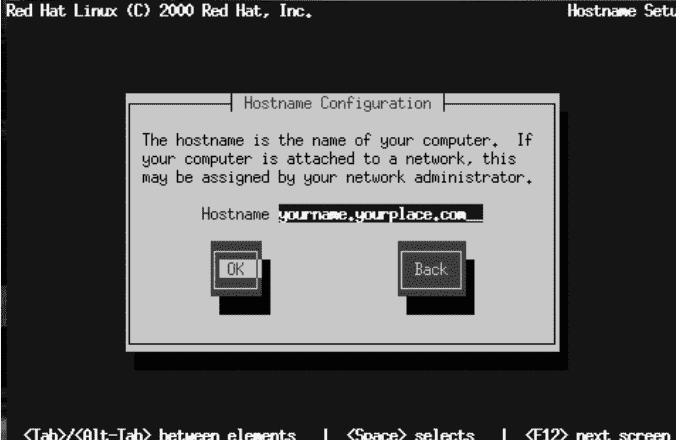 Red Hat Linux (C) 2000 Red Hat, Inc. Hostname Setu
Hostname Configuration
The hostname is the name of your computer. If
your computer is attached to a network, this
may be assigned by your network administrator.
Hostname yourname.yourplace.com__
OK Back
<Tab>/<Alt-Tab> between elements | <Space> selects | <F12> next screen